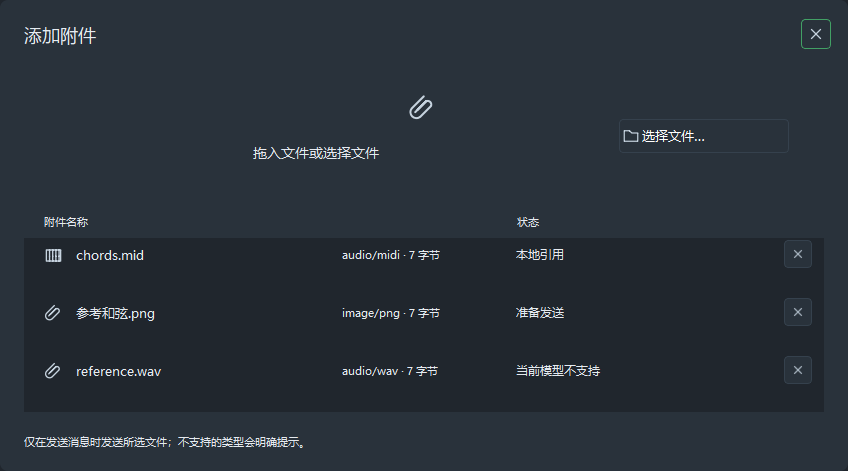 添加附件
拖入文件或选择文件
选择文件...
附件名称 状态
chords.mid audio/midi · 7 字节 本地引用
参考和弦.png image/png · 7 字节 准备发送
reference.wav audio/wav · 7 字节 当前模型不支持
仅在发送消息时发送所选文件；不支持的类型会明确提示。